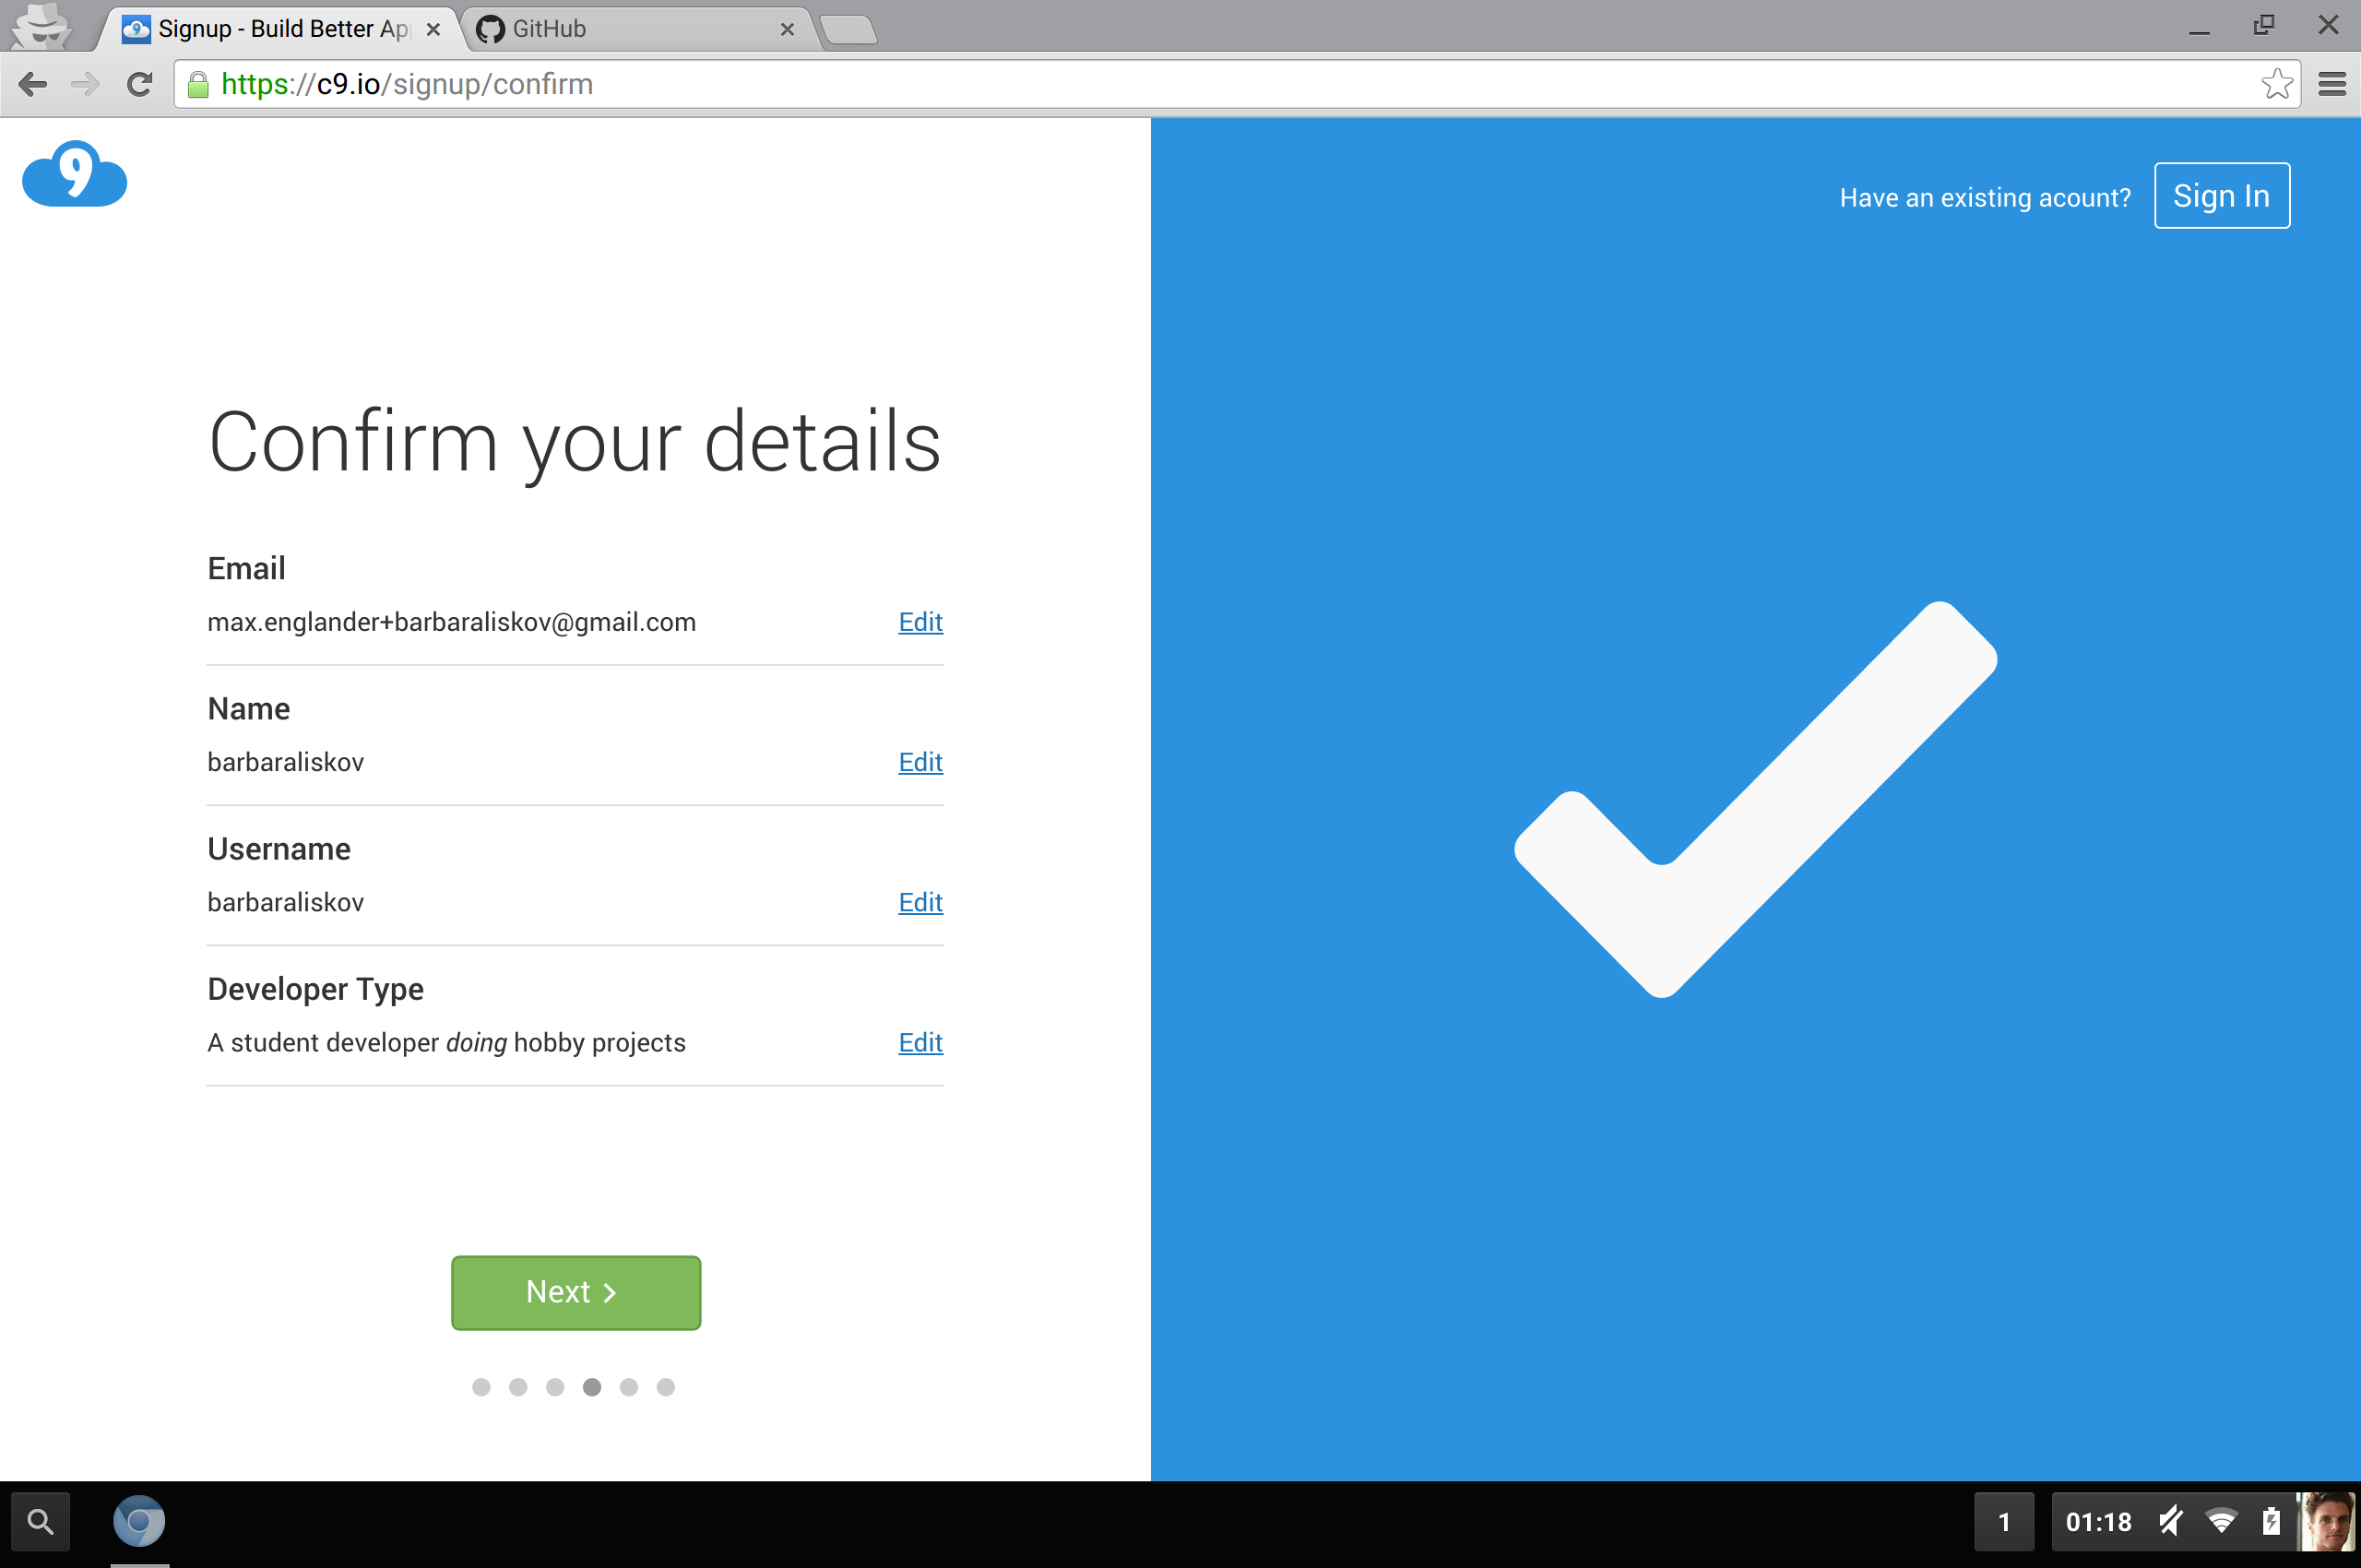 Signup - Build Better Ap
GitHub
https://c9.io/signup/confirm
9
Have an existing acount?
Sign In
Confirm your details
Email
max.englander+barbaraliskov@gmail.com
Edit
Name
barbaraliskov
Edit
Username
barbaraliskov
Edit
Developer Type
A student developer doing hobby projects
Edit
Next
1
01:18